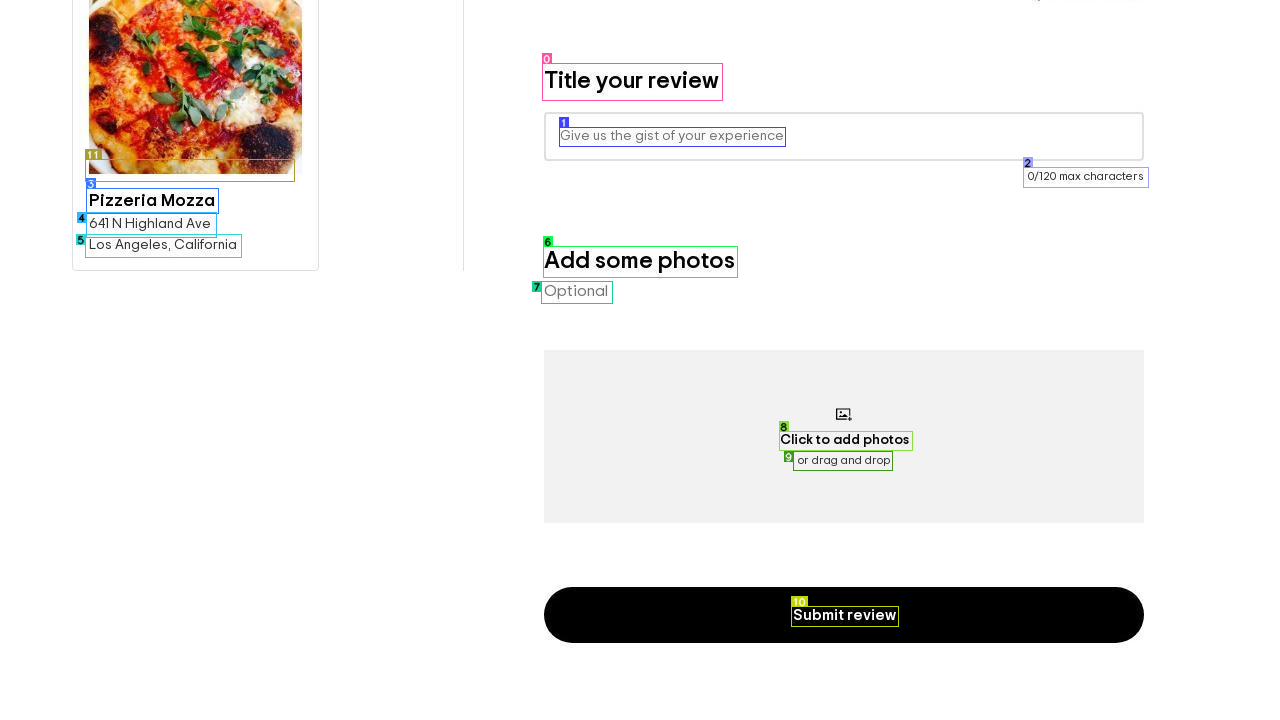 Title your review
Give us the gist of your experience
0/120 max characters
Pizzeria Mozza
641 N Highland Ave
Los Angeles, California
Add some photos
Optional
Click to add photos
or drag and drop
Submit review
0
1
2
3
4
5
6
7
8
9
10
11